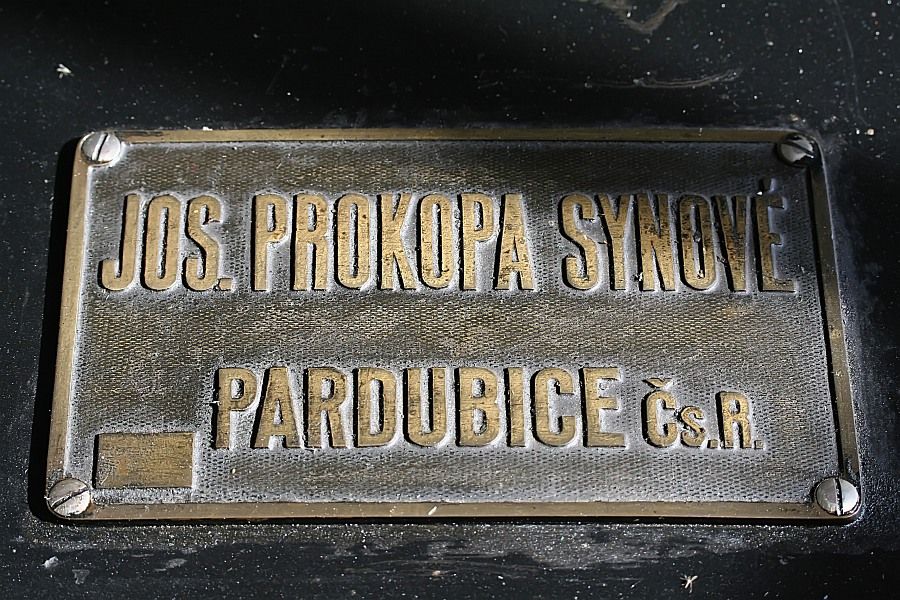 JOS. PROKOPA SYNOVÉ
PARDUBICE Čs.R.